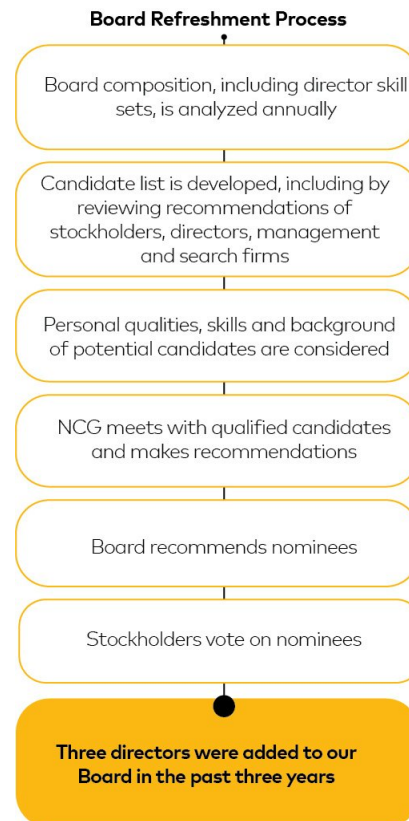 Board Refreshment Process
Board composition, including director skill
sets, is analyzed annually
Candidate list is developed, including by
reviewing recommendations of
stockholders, directors, management
and search firms
Personal qualities, skills and background
of potential candidates are considered
NCG meets with qualified candidates
and makes recommendations
Board recommends nominees
Stockholders vote on nominees
Three directors were added to our
Board in the past three years